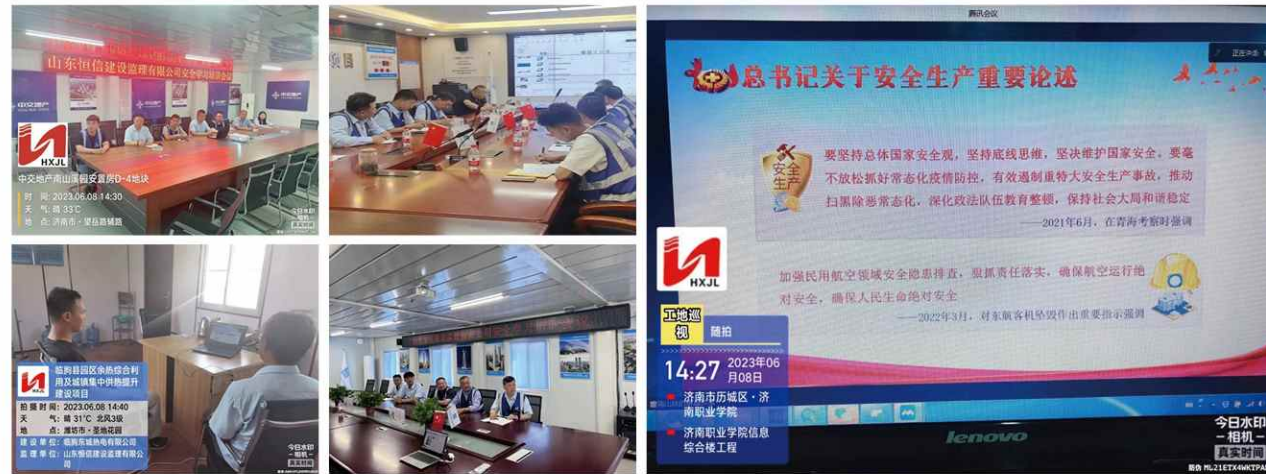 山东恒信建设监理有限公司安全
中交地产
中交地产
HXJL
中交地产南山溪园安置房D-4地块
时 间: 2023.06.08 14:30
天 气: 晴 33℃
地 点: 济南市·望岳路辅路
今日水印
相机
真实时间
HXJL
临朐县园区余热综合利
用及城镇集中供热提升
建设项目
拍摄时间: 2023.06.08 14:40
天 气: 晴 31℃ 北风3级
地 点: 潍坊市·圣地花园
建设单位: 临朐东城热电有限公司
监理单位: 山东恒信建设监理有限公
司
今日水印
相机
真实时间
腾讯会议
正在讲话:
总书记关于安全生产重要论述
安全
生产
要坚持总体国家安全观，坚持底线思维，坚决维护国家安全。要毫
不放松抓好常态化疫情防控，有效遏制重特大安全生产事故，推动
扫黑除恶常态化，深化政法队伍教育整顿，保持社会大局和谐稳定
——2021年6月，在青海考察时强调
加强民用航空领域安全隐患排查，狠抓责任落实，确保航空运行绝
对安全，确保人民生命绝对安全
——2022年3月，对东航客机坠毁作出重要指示强调
HXJL
工地巡
视
随拍
14:27
2023年06
月08日
济南市历城区·济
南职业学院
济南职业学院信息
综合楼工程
lenovo
今日水印
-相机-
真实时间